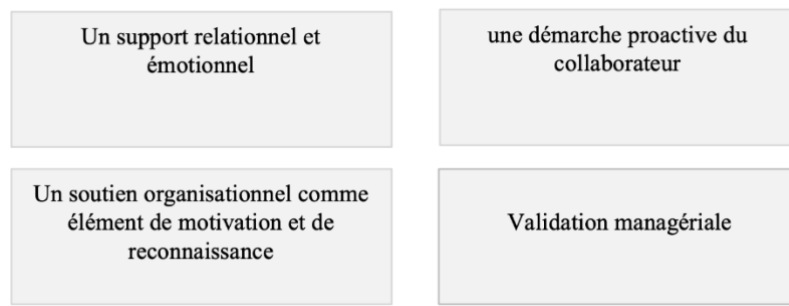 Un support relationnel et
émotionnel
une démarche proactive du
collaborateur
Un soutien organisationnel comme
élément de motivation et de
reconnaissance
Validation managériale